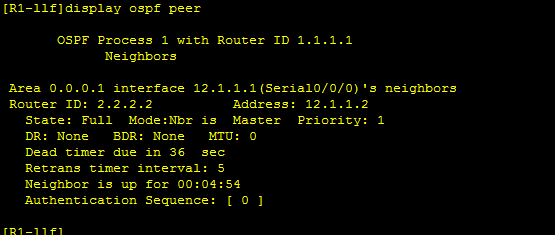 [R1-llf]display ospf peer
OSPF Process 1 with Router ID 1.1.1.1
Neighbors
Area 0.0.0.1 interface 12.1.1.1(Serial0/0/0)'s neighbors
Router ID: 2.2.2.2 Address: 12.1.1.2
State: Full Mode:Nbr is Master Priority: 1
DR: None BDR: None MTU: 0
Dead timer due in 36 sec
Retrans timer interval: 5
Neighbor is up for 00:04:54
Authentication Sequence: [ 0 ]
[R1-llf]